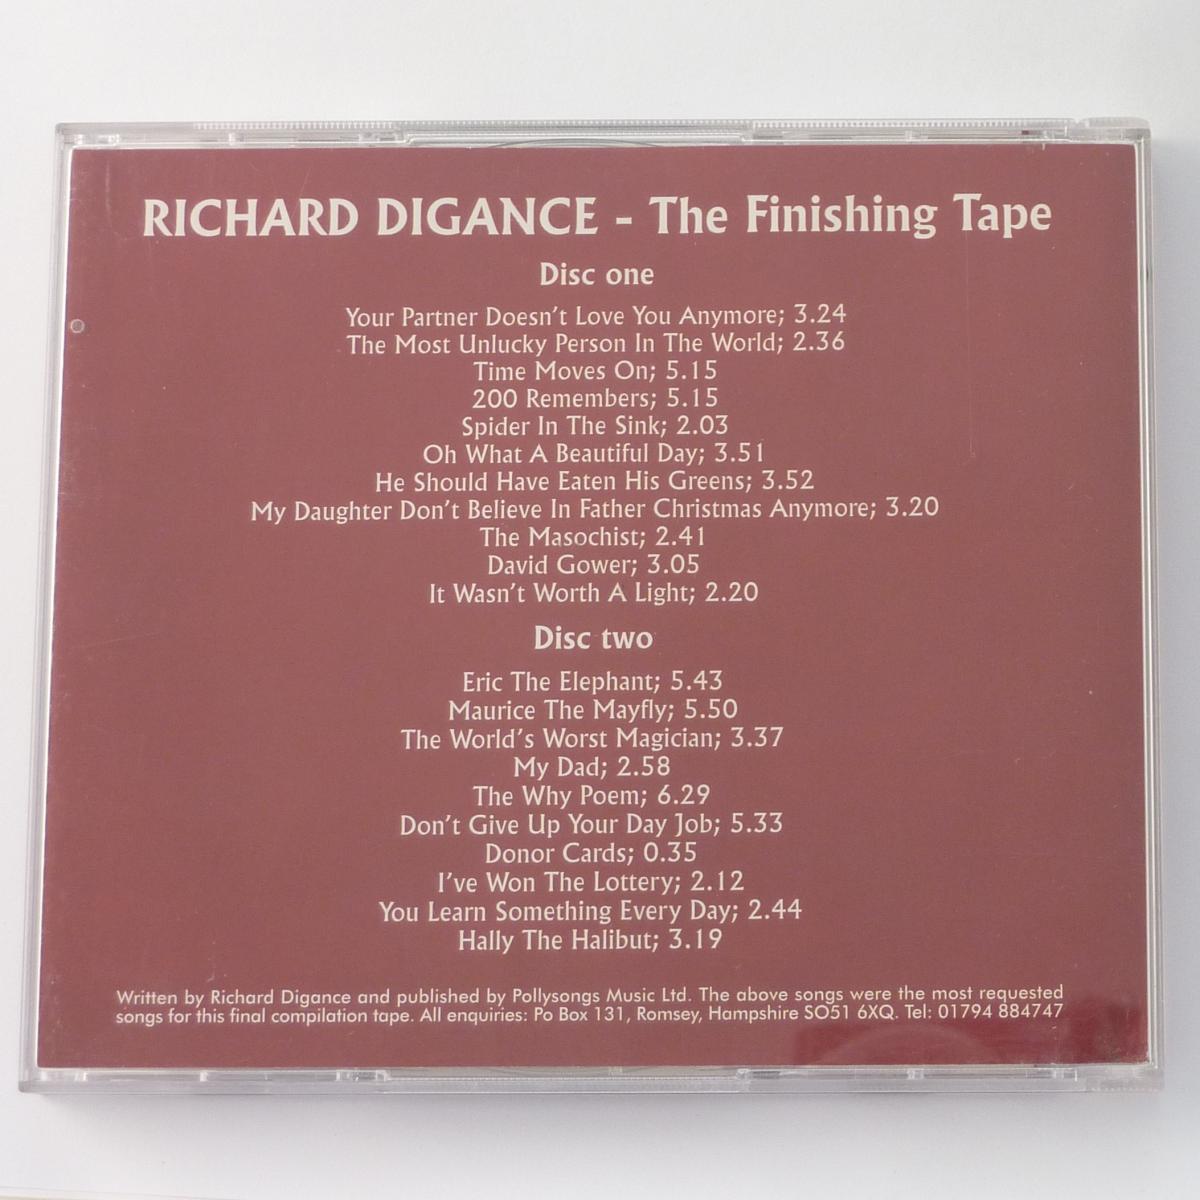 RICHARD DIGANCE - The Finishing Tape
Disc one
Your Partner Doesn't Love You Anymore; 3.24
The Most Unlucky Person In The World; 2.36
Time Moves On; 5.15
200 Remembers; 5.15
Spider In The Sink; 2.03
Oh What A Beautiful Day; 3.51
He Should Have Eaten His Greens; 3.52
My Daughter Don't Believe In Father Christmas Anymore; 3.20
The Masochist; 2.41
David Gower; 3.05
It Wasn't Worth A Light; 2.20
Disc two
Eric The Elephant; 5.43
Maurice The Mayfly; 5.50
The World's Worst Magician; 3.37
My Dad; 2.58
The Why Poem; 6.29
Don't Give Up Your Day Job; 5.33
Donor Cards; 0.35
I've Won The Lottery; 2.12
You Learn Something Every Day; 2.44
Hally The Halibut; 3.19
Written by Richard Digance and published by Pollysongs Music Ltd. The above songs were the most requested
songs for this final compilation tape. All enquiries: Po Box 131, Romsey, Hampshire SO51 6XQ. Tel: 01794 884747